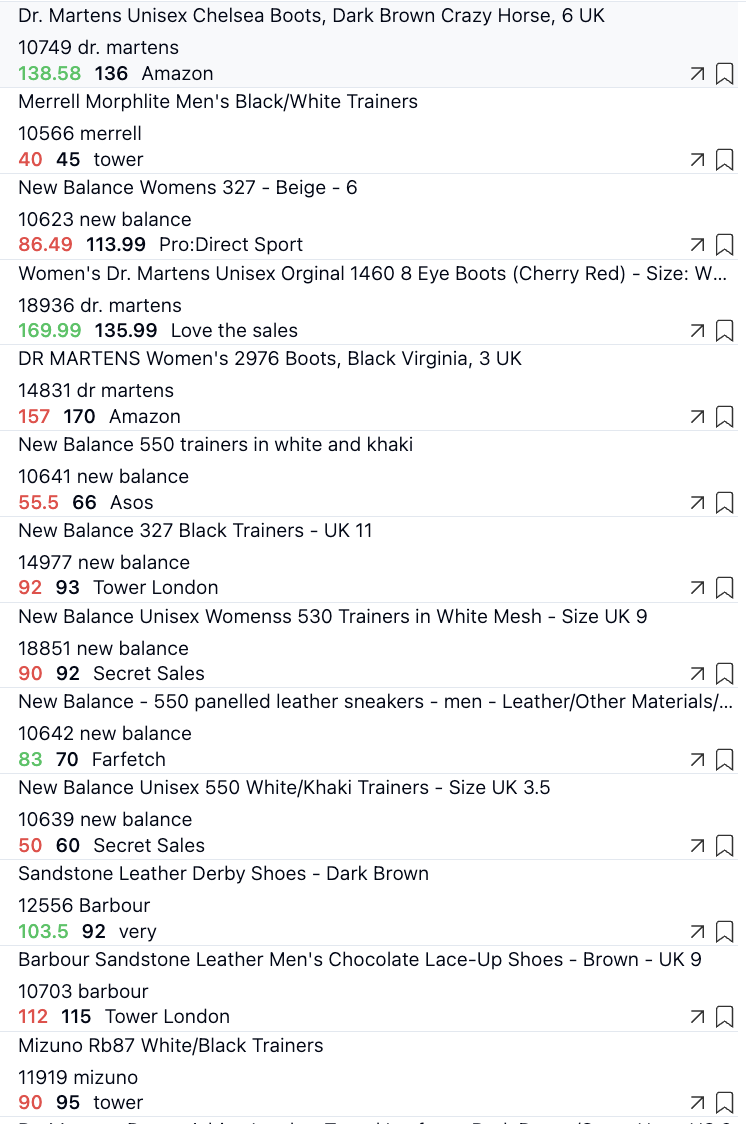 Dr. Martens Unisex Chelsea Boots, Dark Brown Crazy Horse, 6 UK
10749 dr. martens
138.58 136 Amazon
Merrell Morphlite Men's Black/White Trainers
10566 merrell
40 45 tower
New Balance Womens 327 - Beige - 6
10623 new balance
86.49 113.99 Pro:Direct Sport
Women's Dr. Martens Unisex Orginal 1460 8 Eye Boots (Cherry Red) - Size: W...
18936 dr. martens
169.99 135.99 Love the sales
DR MARTENS Women's 2976 Boots, Black Virginia, 3 UK
14831 dr martens
157 170 Amazon
New Balance 550 trainers in white and khaki
10641 new balance
55.5 66 Asos
New Balance 327 Black Trainers - UK 11
14977 new balance
92 93 Tower London
New Balance Unisex Womenss 530 Trainers in White Mesh - Size UK 9
18851 new balance
90 92 Secret Sales
New Balance - 550 panelled leather sneakers - men - Leather/Other Materials/...
10642 new balance
83 70 Farfetch
New Balance Unisex 550 White/Khaki Trainers - Size UK 3.5
10639 new balance
50 60 Secret Sales
Sandstone Leather Derby Shoes - Dark Brown
12556 Barbour
103.5 92 very
Barbour Sandstone Leather Men's Chocolate Lace-Up Shoes - Brown - UK 9
10703 barbour
112 115 Tower London
Mizuno Rb87 White/Black Trainers
11919 mizuno
90 95 tower